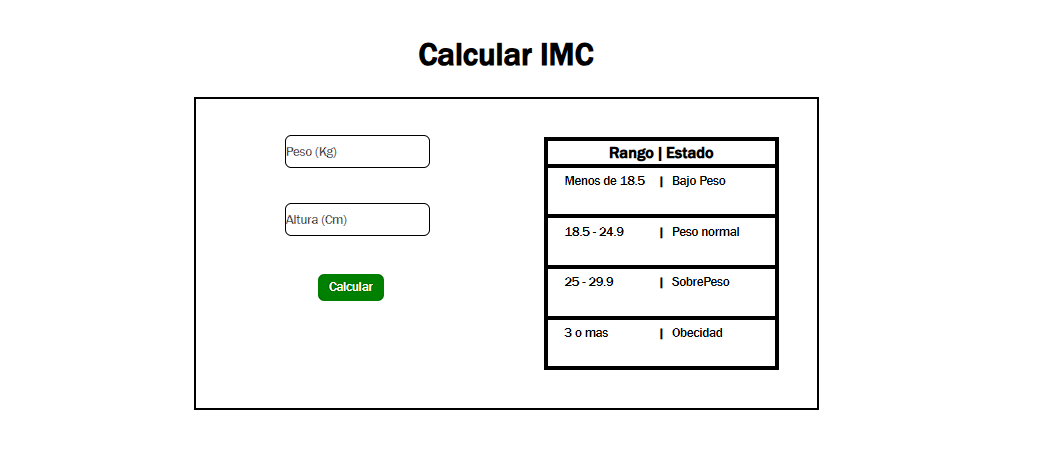 Calcular IMC
Peso (Kg)
Altura (Cm)
Calcular
Rango | Estado
Menos de 18.5 | Bajo Peso
18.5 - 24.9 | Peso normal
25 - 29.9 | SobrePeso
3 o mas | Obecidad